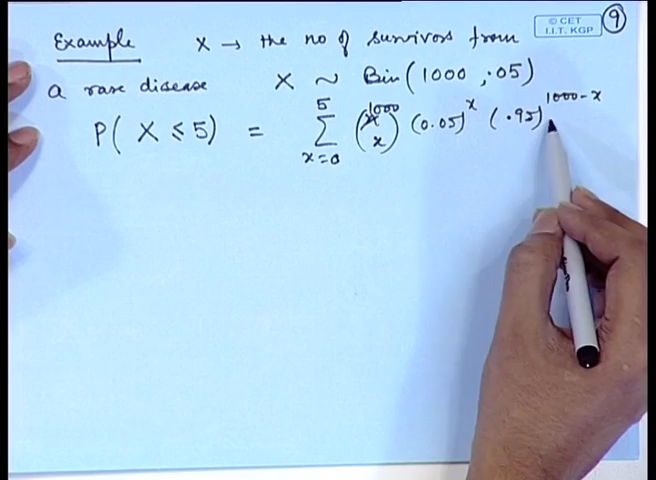 © CET
I.I.T. KGP
9
Example X → the no of survivors from
a rare disease X ~ Bin(1000, .05)
P( X ≤ 5) = 5∑x=0 (1000 x) (0.05)^x (.95)^1000-x